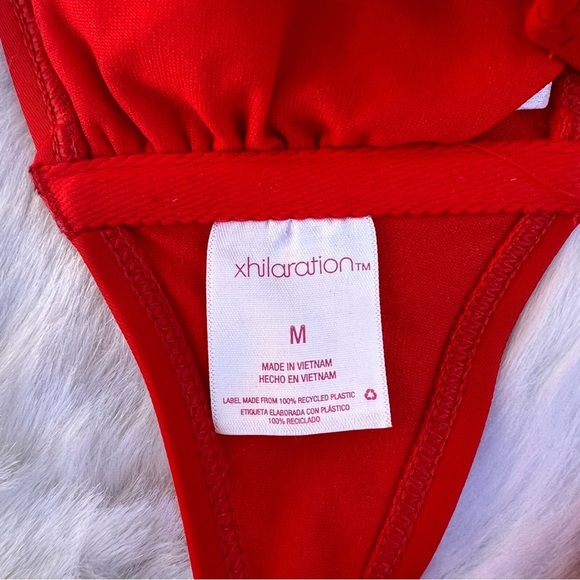 xhilaration™
M
MADE IN VIETNAM
HECHO EN VIETNAM
LABEL MADE FROM 100% RECYCLED PLASTIC
ETIQUETA ELABORADA CON PLÁSTICO
100% RECICLADO